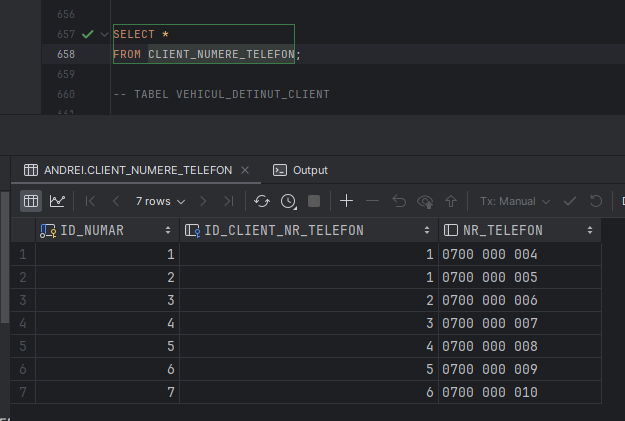 656
657 SELECT *
658 FROM CLIENT_NUMERE_TELEFON;
659
660 -- TABEL VEHICUL_DETINUT_CLIENT
ANDREI.CLIENT_NUMERE_TELEFON Output
7 rows Tx: Manual
ID_NUMAR ID_CLIENT_NR_TELEFON NR_TELEFON
1 1 1 0700 000 004
2 2 1 0700 000 005
3 3 2 0700 000 006
4 4 3 0700 000 007
5 5 4 0700 000 008
6 6 5 0700 000 009
7 7 6 0700 000 010